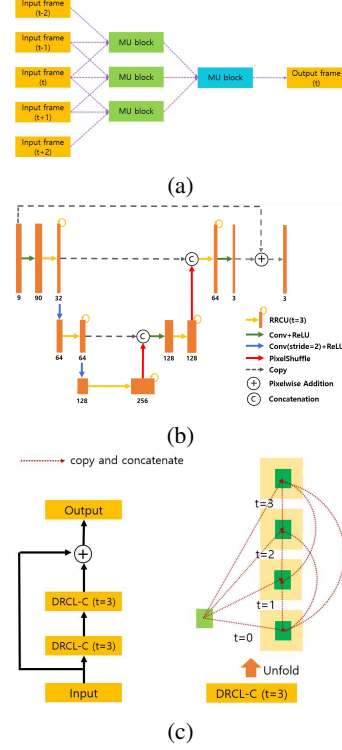 Input frame
(t-2)
Input frame
(t-1)
MU block
Input frame
(t)
MU block
MU block
Output frame
(t)
Input frame
(t+1)
MU block
Input frame
(t+2)
(a)
9 90 32
64 3 3
64 64
128 128
128 256
RRCU(t=3)
Conv+ReLU
Conv(stride=2)+ReLU
PixelShuffle
Copy
+ Pixelwise Addition
C Concatenation
C
C
+
(b)
copy and concatenate
Output
+
DRCL-C (t=3)
DRCL-C (t=3)
Input
t=3
t=2
t=1
t=0
Unfold
DRCL-C (t=3)
(c)